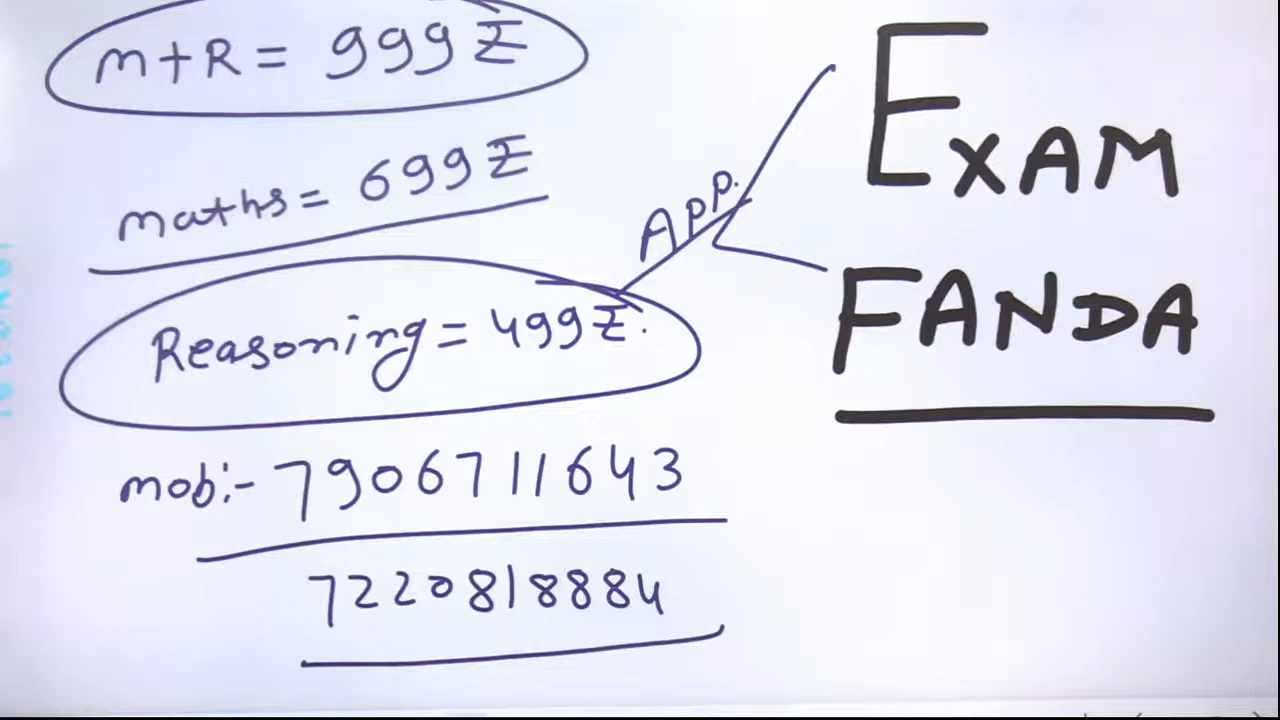 m+R = 999 ₹
maths = 699 ₹
Reasoning = 499 ₹.
App.
EXAM
FANDA
mob:- 7906711643
7220818884